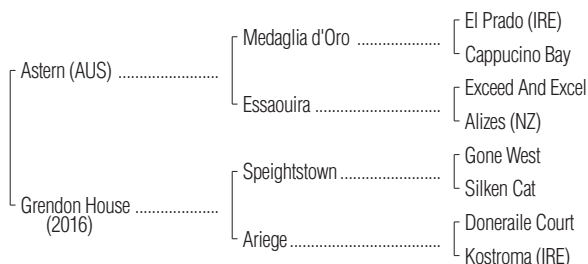 El Prado (IRE)
Medaglia d'Oro
Cappucino Bay
Astern (AUS)
Exceed And Excel
Essaouira
Alizes (NZ)
Gone West
Speightstown
Silken Cat
Grendon House
(2016)
Doneraile Court
Ariege
Kostroma (IRE)